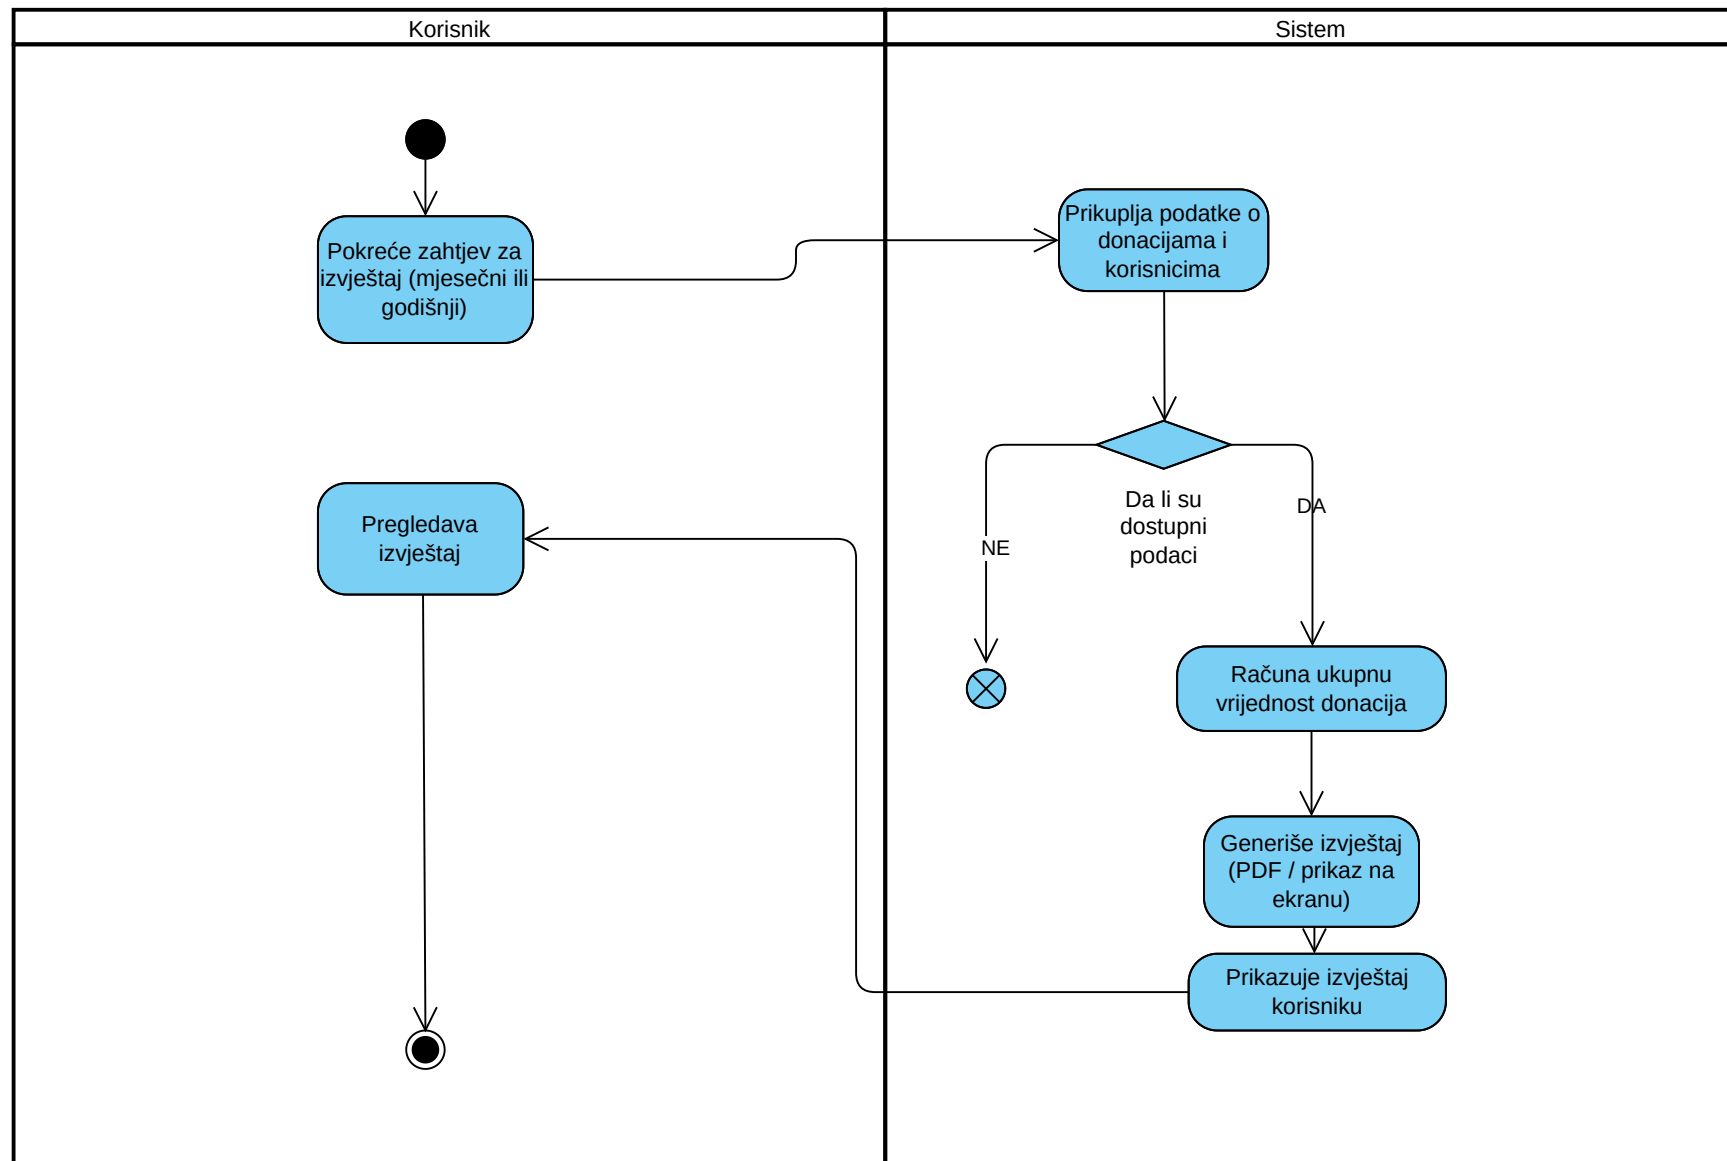 Korisnik
Sistem
Pokreće zahtjev za
izvještaj (mjesečni ili
godišnji)
Prikuplja podatke o
donacijama i
korisnicima
Da li su
dostupni
podaci
NE
DA
Pregledava
izvještaj
Računa ukupnu
vrijednost donacija
Generiše izvještaj
(PDF / prikaz na
ekranu)
Prikazuje izvještaj
korisniku